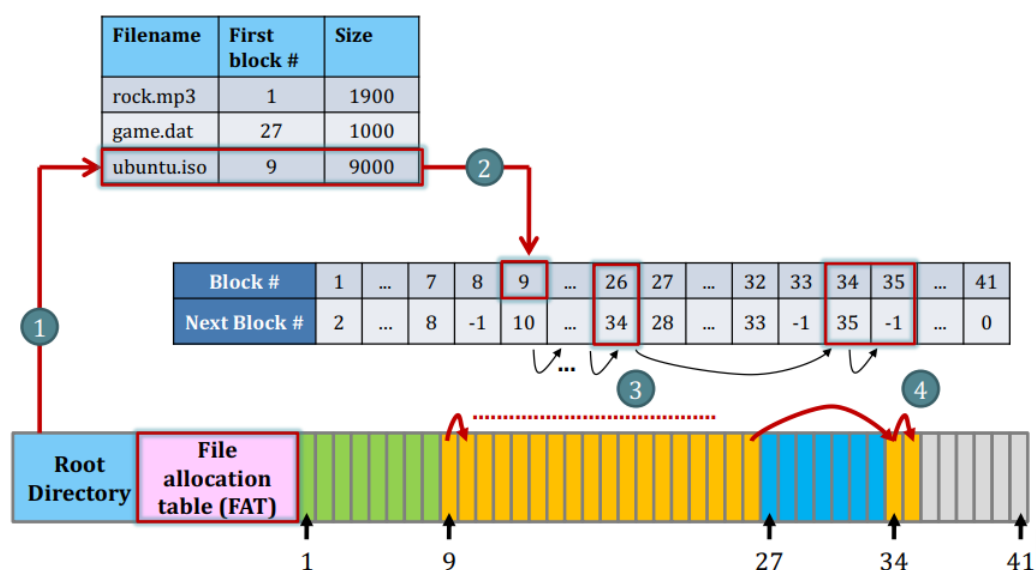 Filename First block # Size
rock.mp3 1 1900
game.dat 27 1000
ubuntu.iso 9 9000
2
1
Block # 1 ... 7 8 9 ... 26 27 ... 32 33 34 35 ... 41
Next Block # 2 ... 8 -1 10 ... 34 28 ... 33 -1 35 -1 ... 0
...
3 4
Root Directory
File allocation table (FAT)
1 9 27 34 41